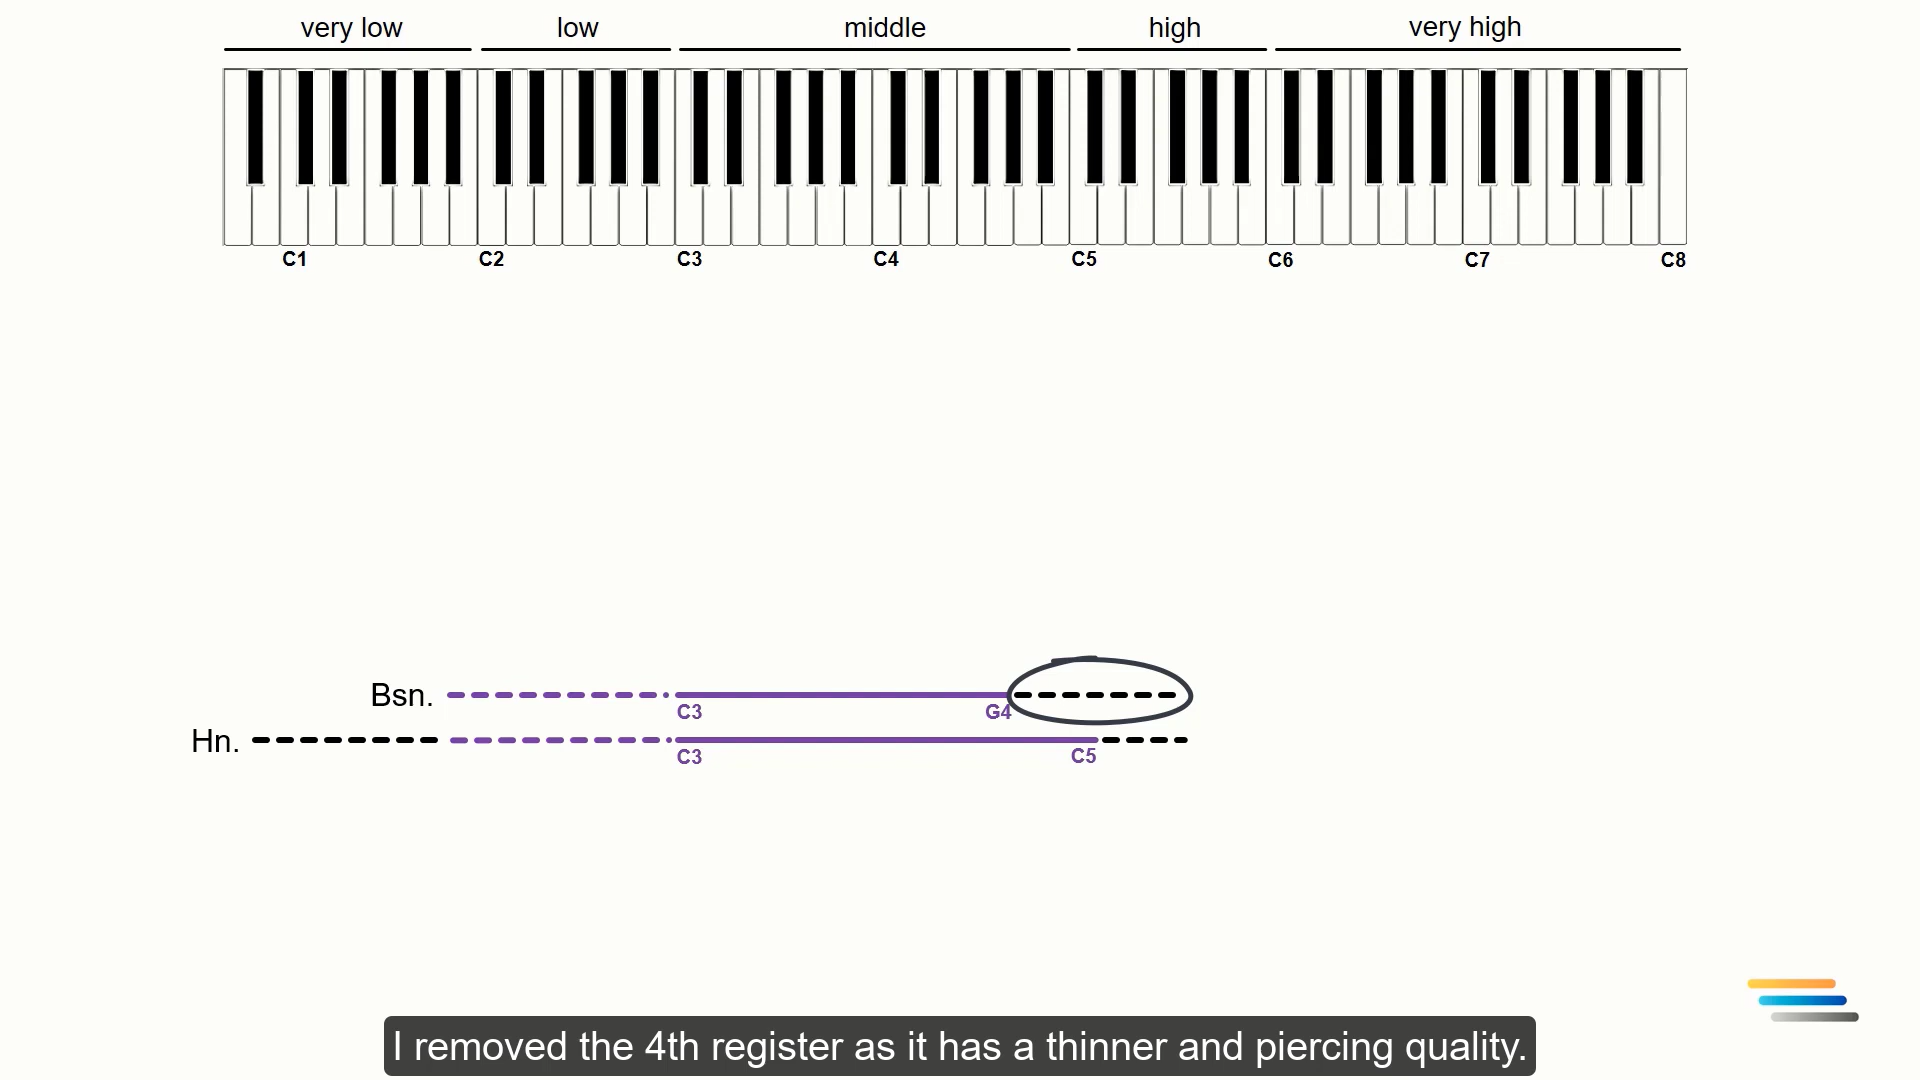 very low low middle high very high
C1 C2 C3 C4 C5 C6 C7 C8
Bsn.
C3 G4
Hn.
C3 C5
I removed the 4th register as it has a thinner and piercing quality.